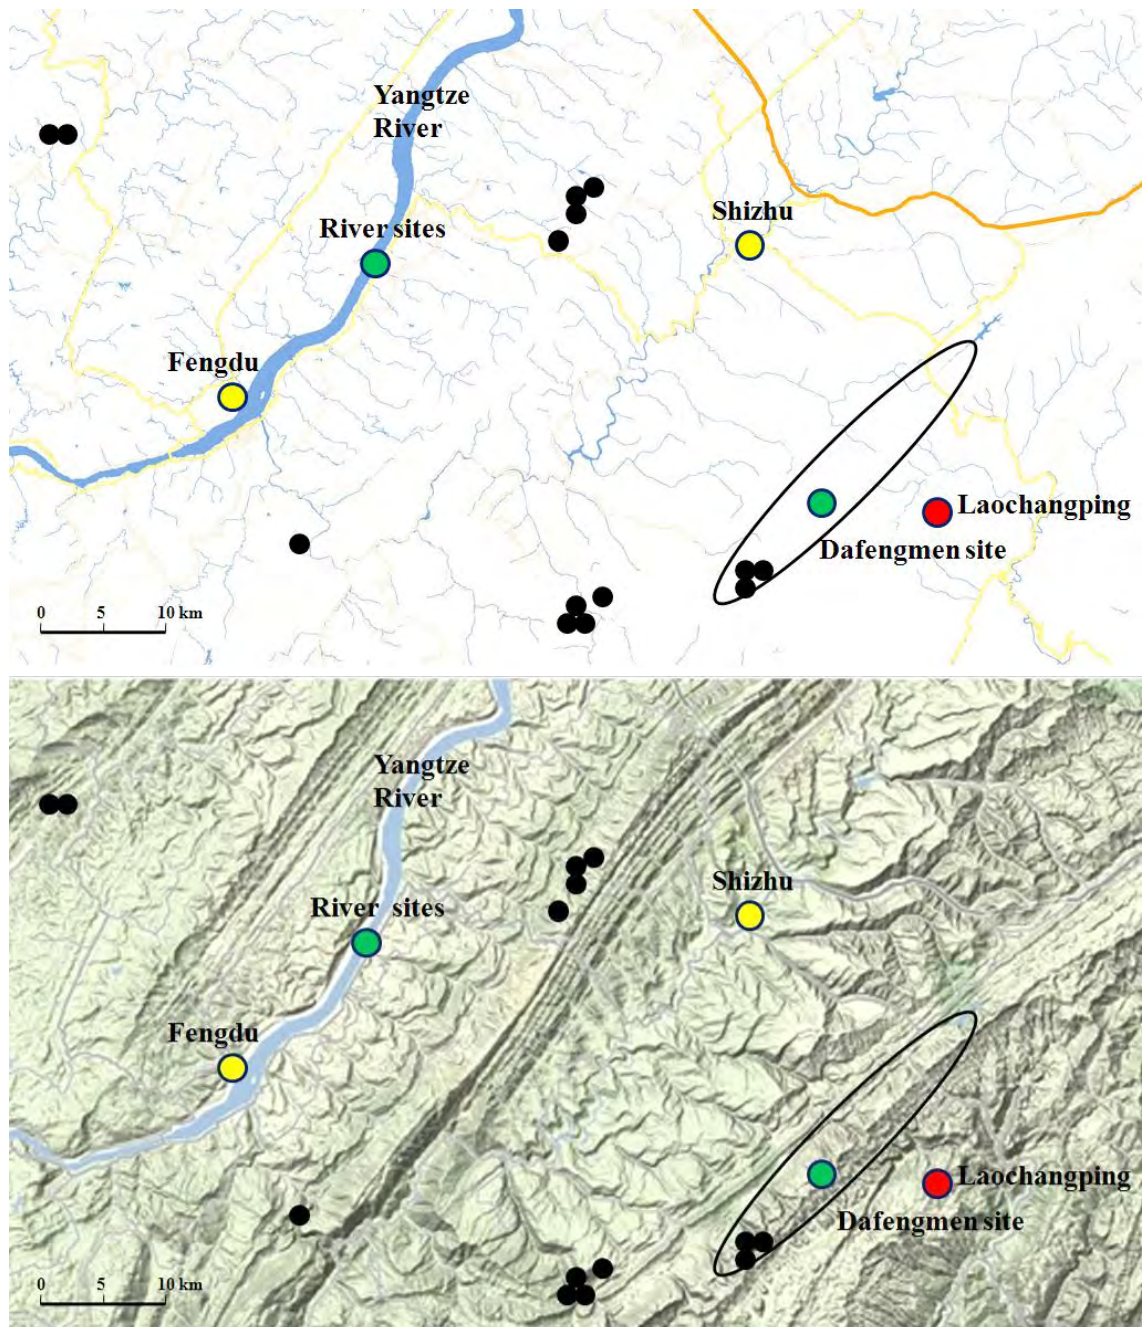 Yangtze
River
Shizhu
River sites
Fengdu
Laochangping
Dafengmen site
0 5 10 km
Yangtze
River
Shizhu
River sites
Fengdu
Laochangping
Dafengmen site
0 5 10 km